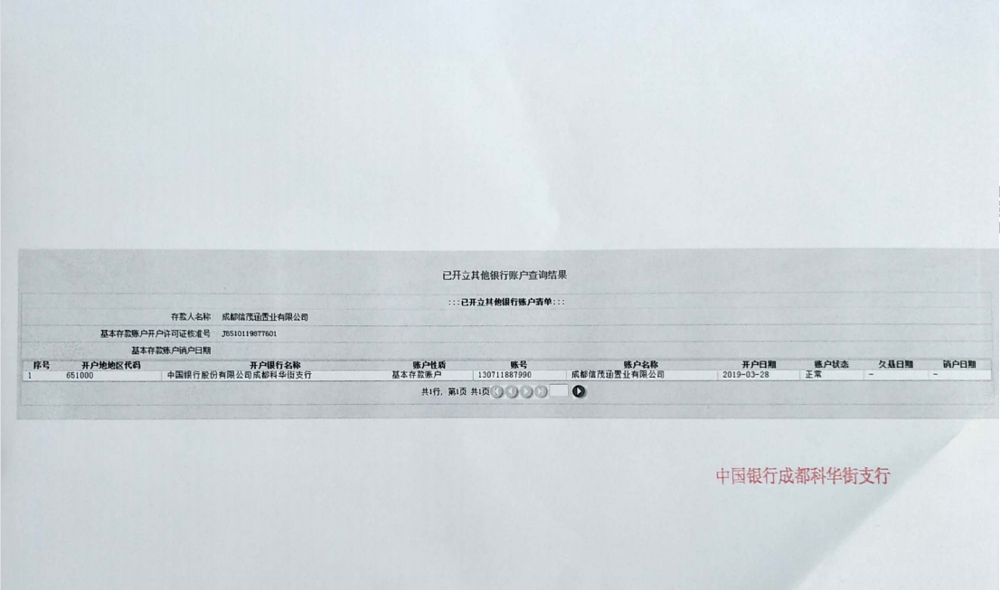 已开立其他银行账户查询结果
:::已开立其他银行账户清单:::
存款人名称 成都信茂涵置业有限公司
基本存款账户开户许可证核准号 J6510119877601
基本存款账户销户日期
序号 开户地地区代码 开户银行名称 账户性质 账号 账户名称 开户日期 账户状态 久悬日期 销户日期
1 651000 中国银行股份有限公司成都科华街支行 基本存款账户 130711887990 成都信茂涵置业有限公司 2019-03-28 正常 - -
共1行, 第1页 共1页
中国银行成都科华街支行